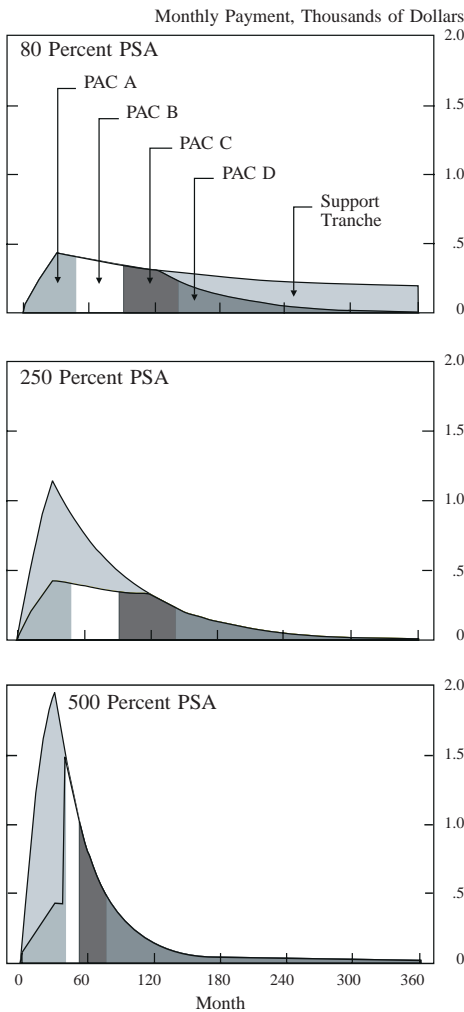 Monthly Payment, Thousands of Dollars
80 Percent PSA
2.0
PAC A
PAC B
1.5
PAC C
PAC D
1.0
Support
Tranche
.5
0
250 Percent PSA
2.0
1.5
1.0
.5
0
500 Percent PSA
2.0
1.5
1.0
.5
0
0 60 120 180 240 300 360
Month